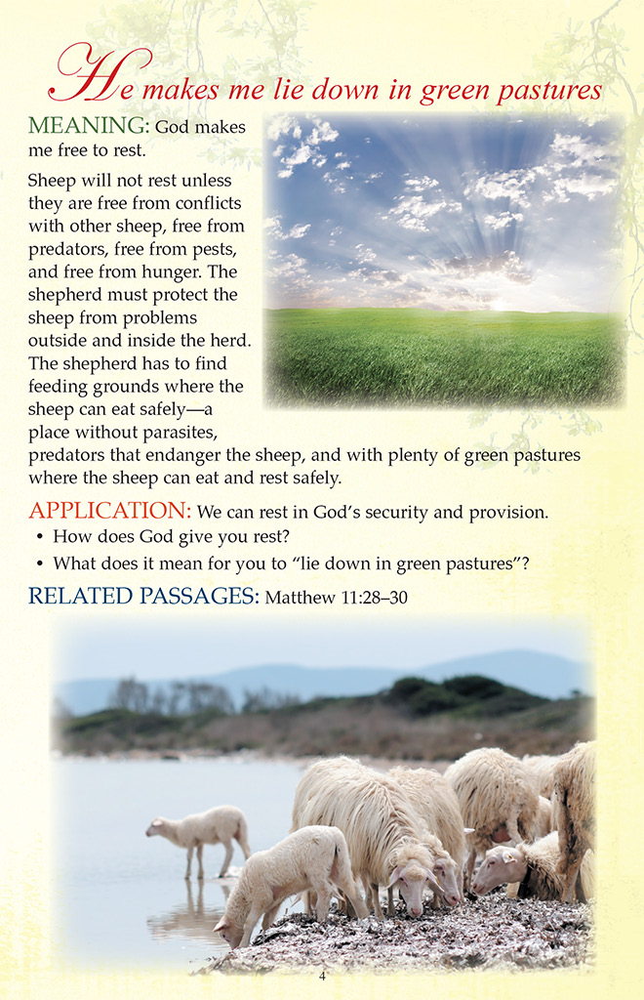 He makes me lie down in green pastures
MEANING: God makes
me free to rest.
Sheep will not rest unless
they are free from conflicts
with other sheep, free from
predators, free from pests,
and free from hunger. The
shepherd must protect the
sheep from problems
outside and inside the herd.
The shepherd has to find
feeding grounds where the
sheep can eat safely—a
place without parasites,
predators that endanger the sheep, and with plenty of green pastures
where the sheep can eat and rest safely.
APPLICATION: We can rest in God’s security and provision.
• How does God give you rest?
• What does it mean for you to “lie down in green pastures”?
RELATED PASSAGES: Matthew 11:28–30
4